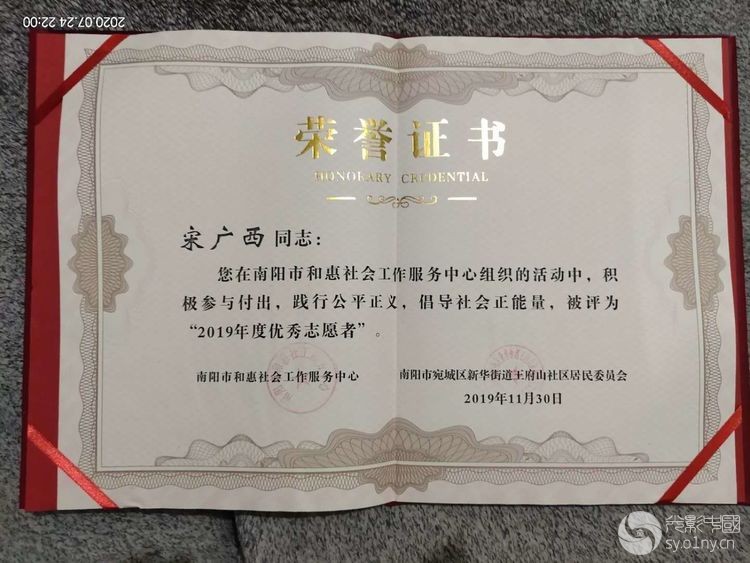 2020.07.24 22:00
荣誉证书
HONORARY CREDENTIAL
宋广西 同志：
您在南阳市和惠社会工作服务中心组织的活动中，积
极参与付出，践行公平正义，倡导社会正能量，被评为
“2019年度优秀志愿者”。
南阳市和惠社会工作服务中心
南阳市宛城区新华街道王府山社区居民委员会
2019年11月30日
sy.01ny.cn